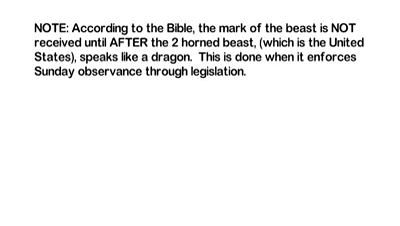 NOTE: According to the Bible, the mark of the beast is NOT
received until AFTER the 2 horned beast, (which is the United
States), speaks like a dragon.  This is done when it enforces
Sunday observance through legislation.